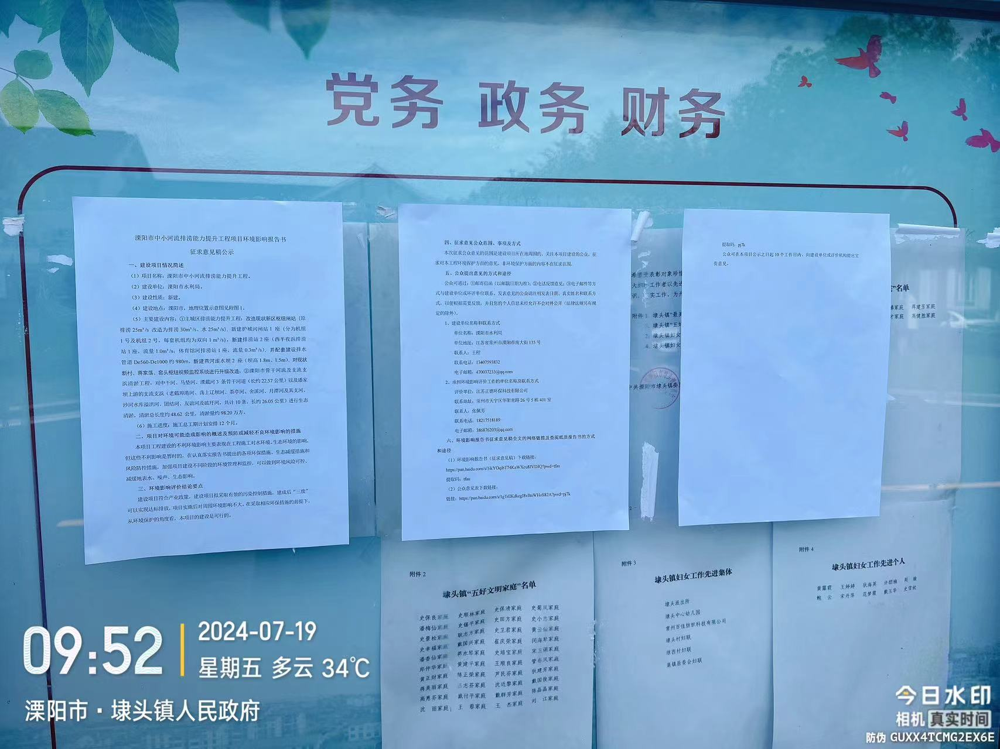 党务 政务 财务
溧阳市中小河流排涝能力提升工程项目环境影响报告书
征求意见稿公示
一、建设项目情况简述
（1）项目名称：溧阳市中小河流排涝能力提升工程。
（2）建设单位：溧阳市水利局。
（3）建设性质：新建。
（4）建设地点：溧阳市，地理位置示意图见附图1。
（5）主要建设内容：①主城区排涝能力提升工程：改造现状新区枢纽闸站（原
排涝 25m³/s 改造为排涝 30m³/s、水 25m³/s），新建护城河闸站 1 座（分为机组
1 号及机组 2 号，每套机组均为双向 1 m³/s），新建排涝站 2 座（西半夜浜排涝
站 1 座，流量 1.0m³/s；体育馆河排涝站 1 座，流量 0.3m³/s），并配套建设排水
管道 De560-De1000 约 980m，新建燕河滚水坝 2 座（坝高 1.8m、1.5m），对现状
新村、蒋家荡、窑头枢纽视频监控系统进行升级改造；②溧阳市骨干河流及支流支
浜清淤工程：对中干河、马垫河、溧戴河 3 条骨干河道（长约 22.57 公里）以及潘家
坝上游的支流支浜（老戴埠港河、荡上辽坝河、茶亭河、舍溪河、月潭河及其支河、
沙河水库溢洪河、团结河、友谊河及破圩河，共计 10 条，长约 26.05 公里）进行生态
清淤，清淤总长度约 48.62 公里，清淤量约 98.20 万方。
（6）施工进度：施工总工期计划安排 12 个月。
二、项目对环境可能造成影响的概述及预防或减轻不良环境影响的措施
本项目工程建设的不利环境影响主要表现在工程施工对水环境、生态环境的影响，
但这些不利影响是暂时的，在认真落实报告书提出的各项环保措施、生态减缓措施和
风险防控措施，加强项目建设不同阶段的环境管理和监控，可以做到环境风险可控、
减缓地表水、噪声、生态影响。
三、环境影响评价结论要点
建设项目符合产业政策，建设项目拟采取有效的污染控制措施，建成后“三废”
可以实现达标排放，项目实施后对周围环境影响不大。在采取相应环保措施的前提下，
从环境保护的角度看，本项目的建设是可行的。
四、征求意见公众范围、事项及方式
本次征求公众意见的范围是建设项目所在地周围的，关注本项目建设的公众，征
求对本工程环境保护方面的意见，非环境保护方面的内容不在征求范围。
五、公众提出意见的方式和途径
公众可通过：①邮寄信函（以邮戳日期为准）；②电话反馈意见；③电子邮件等方
式与建设单位或环评单位联系，发表意见的公众请注明发表日期，真实姓名和联系方
式，以便根据需要反馈，并且您的个人信息未经允许不会对外公开（法律法规另有规
定的除外）。
1、建设单位名称和联系方式
单位名称：溧阳市水利局
单位地址：江苏省常州市溧阳市南大街 135 号
联系人：王程
联系电话：13407593832
电子邮箱：470037233@qq.com
2、承担环境影响评价工作的单位名称及联系方式
评价单位：江苏正德环保科技有限公司
联系地址：常州市天宁区华阳南路 26 号 5 栋 401 室
联系人：张佩芳
联系电话：18217518189
电子邮箱：386876203@qq.com
六、环境影响报告书征求意见稿全文的网络链接及查阅纸质报告书的方式
和途径
（1）环境影响报告书（征求意见稿）下载链接：
https://pan.baidu.com/s/1ikYOqibT74KaWXcu8JVDJQ?pwd=tfau
提取码：tfau
（2）公众意见表下载链接：
链接：https://pan.baidu.com/s/1gTrlIKdkegl8vBnWHoS82A?pwd=pj7k
提取码：pj7k
公众可在本项目公示之日起 10 个工作日内，向建设单位或评价机构提出宝
贵意见。
希
受表彰对象珍惜
大
工作者以先进
识、
实工作，为开
附件
埭头镇“最美
埭头镇“五好
埭头镇妇女
4. 埭头镇妇女
中共溧阳市埭头镇委
2
”名单
家庭 蒋建芳家庭
才家庭 高健胜家庭
附件 2
埭头镇“五好文明家庭”名单
史保良家庭 史顺林家庭 史保清家庭 史菊凤家庭
潘梅仙家庭 史锡平家庭 史田方家庭 史小忠家庭
史景松家庭 耿志方家庭 史卫君家庭 黄云仙家庭
史幸福家庭 戴国兴家庭 崔庆荣家庭 闵海琴家庭
潘香仙家庭 蒋水琴家庭 史培宝家庭 宋三胡家庭
郑仲华家庭 黄建平家庭 王顺良家庭 管春凤家庭
黄正财家庭 陈正荣家庭 芦民芬家庭 狄建芳家庭
蒋美丽家庭 志芬家庭 沈近黎家庭 戴国俊家庭
高惠芬家庭 戴付平家庭 戴群芳家庭 陈晶晶家庭
沈 丽家庭 王 蓉家庭 王 杰家庭 刘 江家庭
附件 3
埭头镇妇女工作先进集体
埭头派出所
埭头中心幼儿园
常州百佳纺织科技有限公司
埭头村妇联
埭西村妇联
集镇居委会妇联
附件 4
埭头镇妇女工作先进个人
黄露霞 王婷婷 狄海英 许甜楠 周 璇
鲍 云 宋丹萍 范梦霞 戴玉华 史雪姣
09:52
2024-07-19
星期五 多云 34℃
溧阳市·埭头镇人民政府
今日水印
相机 真实时间
防伪 GUXX4TCMG2EX6E